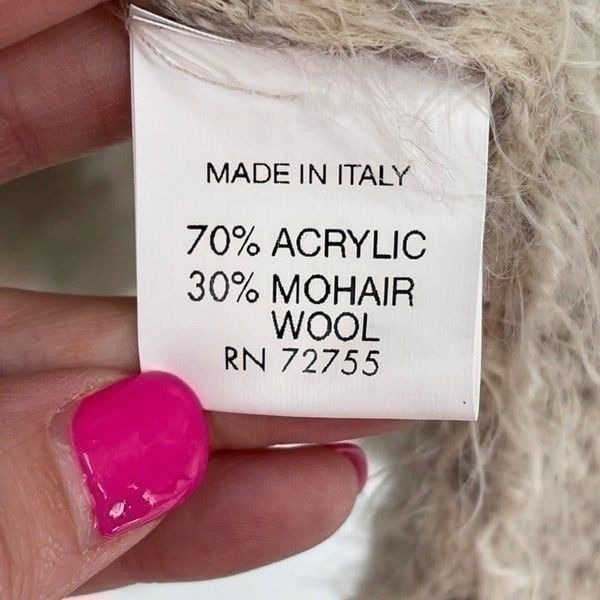 MADE IN ITALY
70% ACRYLIC
30% MOHAIR
WOOL
RN 72755